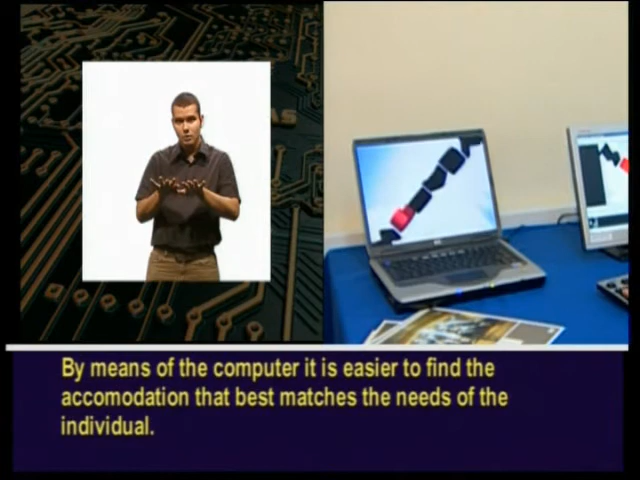 By means of the computer it is easier to find the
accomodation that best matches the needs of the
individual.